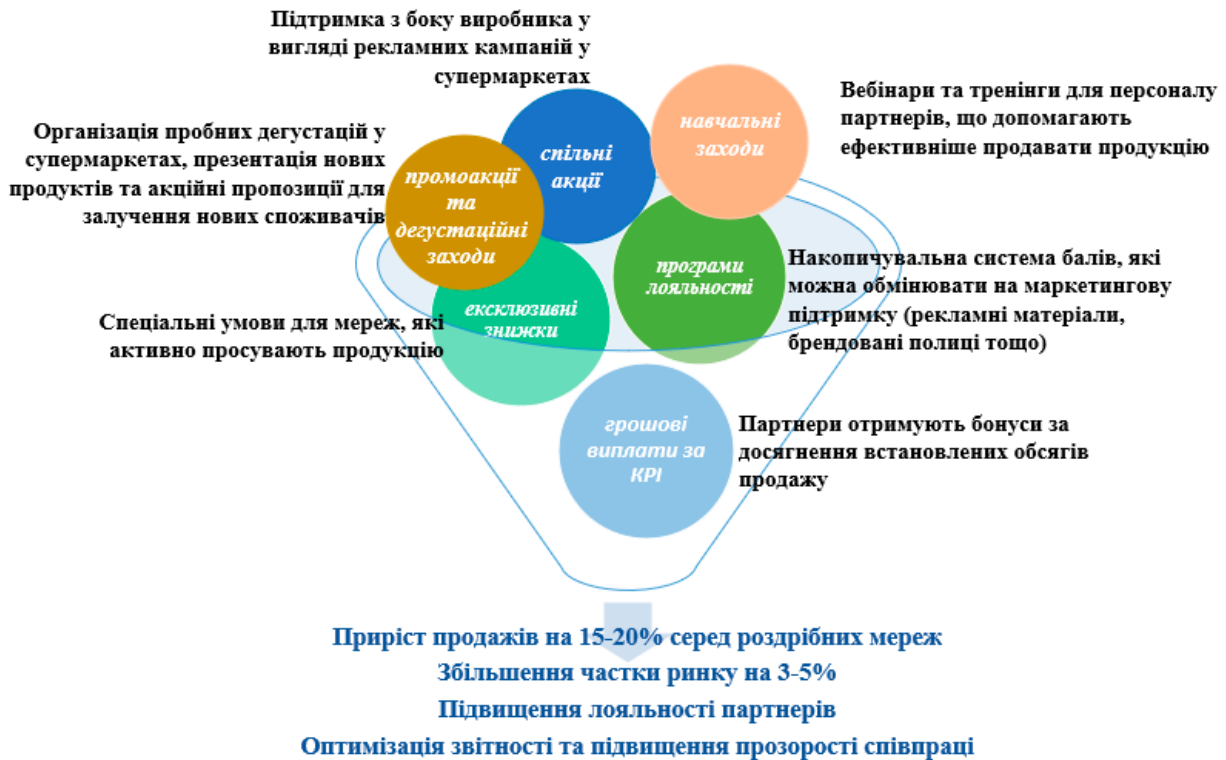 Підтримка з боку виробника у
вигляді рекламних кампаній у
супермаркетах
спільні
акції
навчальні
заходи
Вебінари та тренінги для персоналу
партнерів, що допомагають
ефективніше продавати продукцію
Організація пробних дегустацій у
супермаркетах, презентація нових
продуктів та акційні пропозиції для
залучення нових споживачів
промоакції
та
дегустаційні
заходи
програми
лояльності
Накопичувальна система балів, які
можна обмінювати на маркетингову
підтримку (рекламні матеріали,
брендовані полиці тощо)
Спеціальні умови для мереж, які
активно просувають продукцію
ексклюзивні
знижки
грошові
виплати за
КРІ
Партнери отримують бонуси за
досягнення встановлених обсягів
продажу
Приріст продажів на 15-20% серед роздрібних мереж
Збільшення частки ринку на 3-5%
Підвищення лояльності партнерів
Оптимізація звітності та підвищення прозорості співпраці